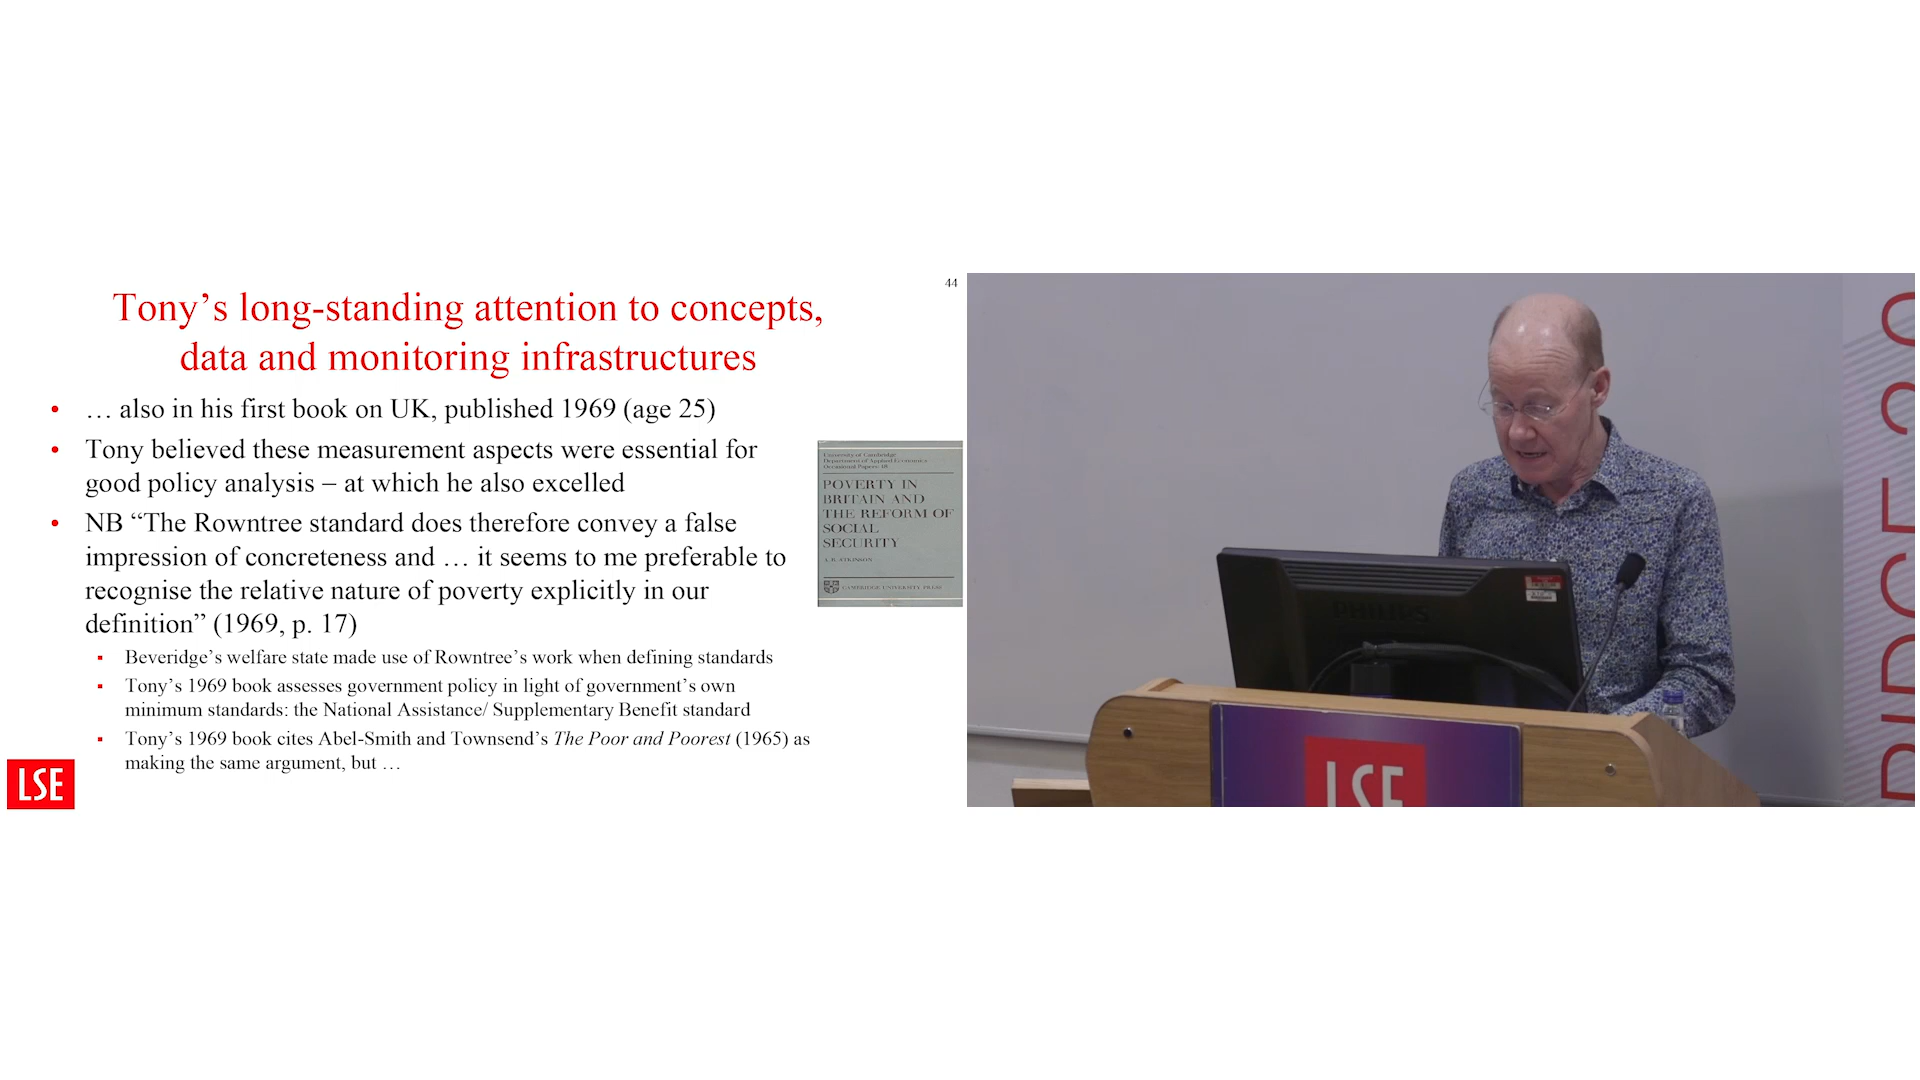 44
Tony’s long-standing attention to concepts,
data and monitoring infrastructures
• … also in his first book on UK, published 1969 (age 25)
• Tony believed these measurement aspects were essential for
good policy analysis – at which he also excelled
• NB “The Rowntree standard does therefore convey a false
impression of concreteness and … it seems to me preferable to
recognise the relative nature of poverty explicitly in our
definition” (1969, p. 17)
▪ Beveridge’s welfare state made use of Rowntree’s work when defining standards
▪ Tony’s 1969 book assesses government policy in light of government’s own
minimum standards: the National Assistance/ Supplementary Benefit standard
▪ Tony’s 1969 book cites Abel-Smith and Townsend’s The Poor and Poorest (1965) as
making the same argument, but …
LSE
University of Cambridge
Department of Applied Economics
Occasional Papers: 18
POVERTY IN
BRITAIN AND
THE REFORM OF
SOCIAL
SECURITY
A. B. ATKINSON
CAMBRIDGE UNIVERSITY PRESS
PHILIPS
LSE